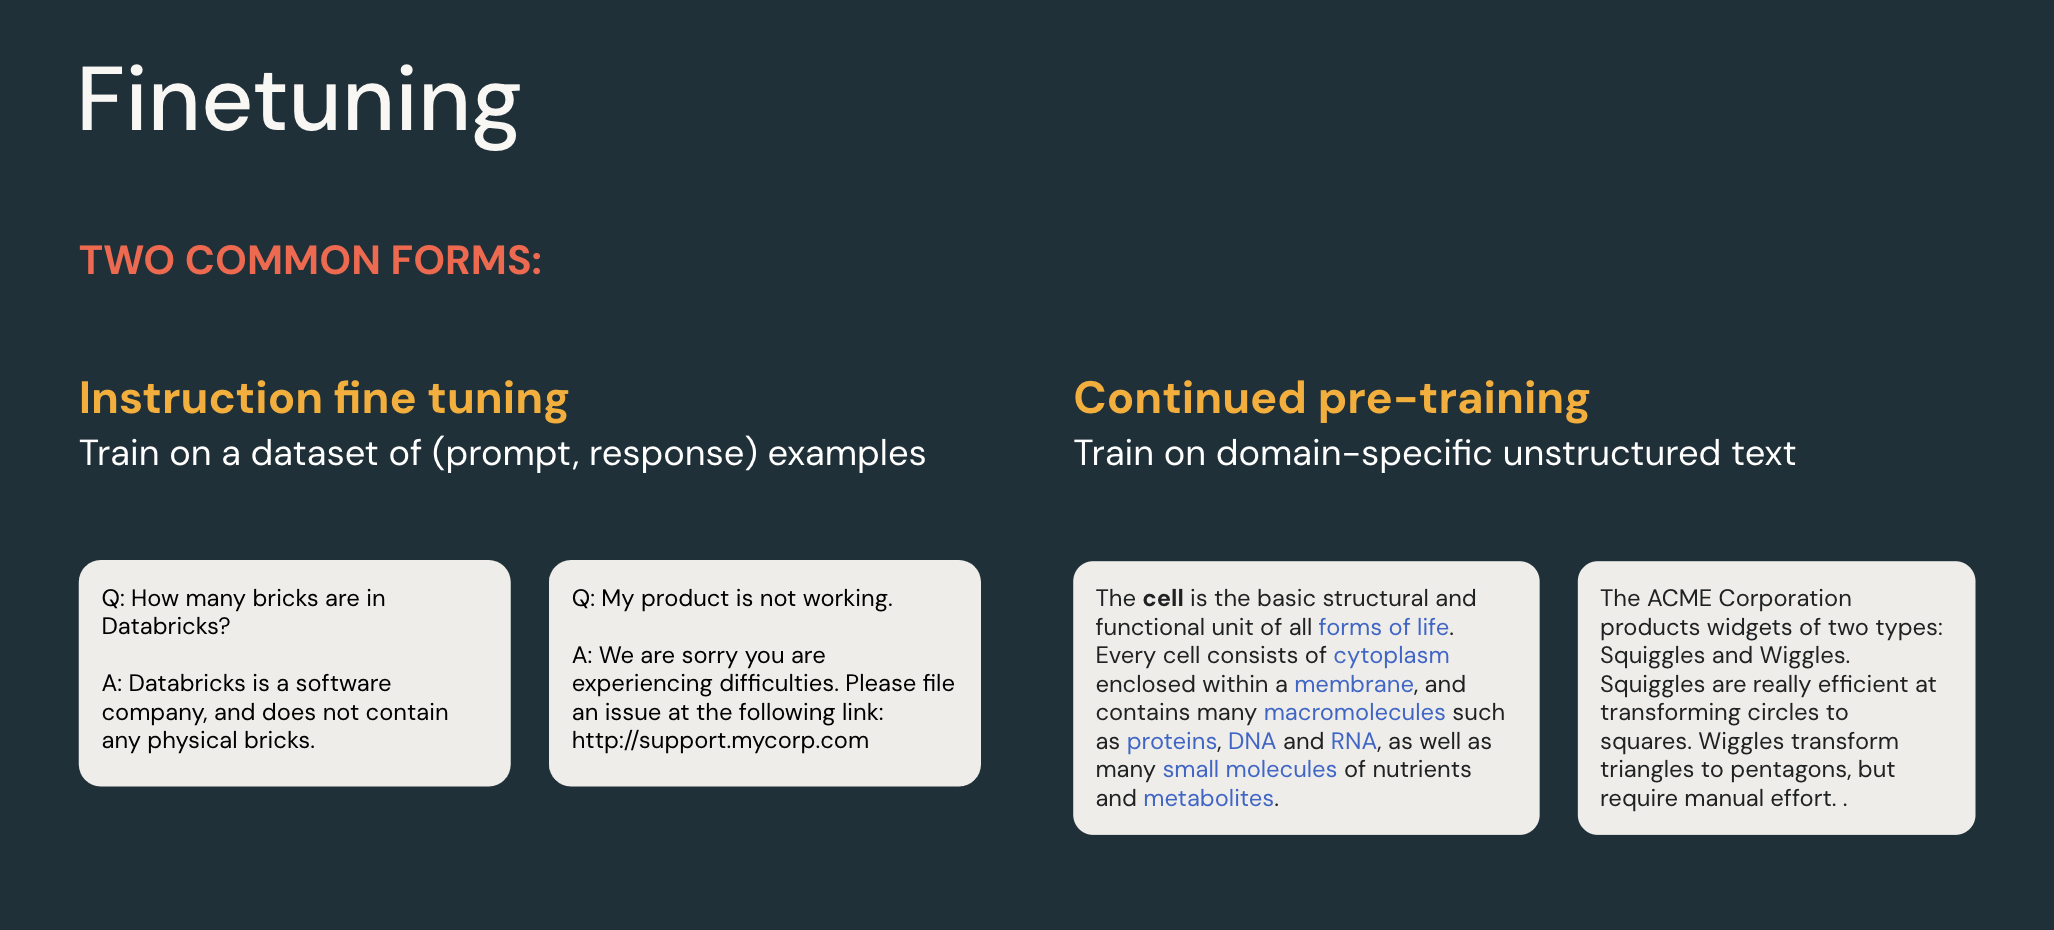 Finetuning
TWO COMMON FORMS:
Instruction fine tuning
Train on a dataset of (prompt, response) examples
Q: How many bricks are in
Databricks?
A: Databricks is a software
company, and does not contain
any physical bricks.
Q: My product is not working.
A: We are sorry you are
experiencing difficulties. Please file
an issue at the following link:
http://support.mycorp.com
Continued pre-training
Train on domain-specific unstructured text
The cell is the basic structural and
functional unit of all forms of life.
Every cell consists of cytoplasm
enclosed within a membrane, and
contains many macromolecules such
as proteins, DNA and RNA, as well as
many small molecules of nutrients
and metabolites.
The ACME Corporation
products widgets of two types:
Squiggles and Wiggles.
Squiggles are really efficient at
transforming circles to
squares. Wiggles transform
triangles to pentagons, but
require manual effort. .